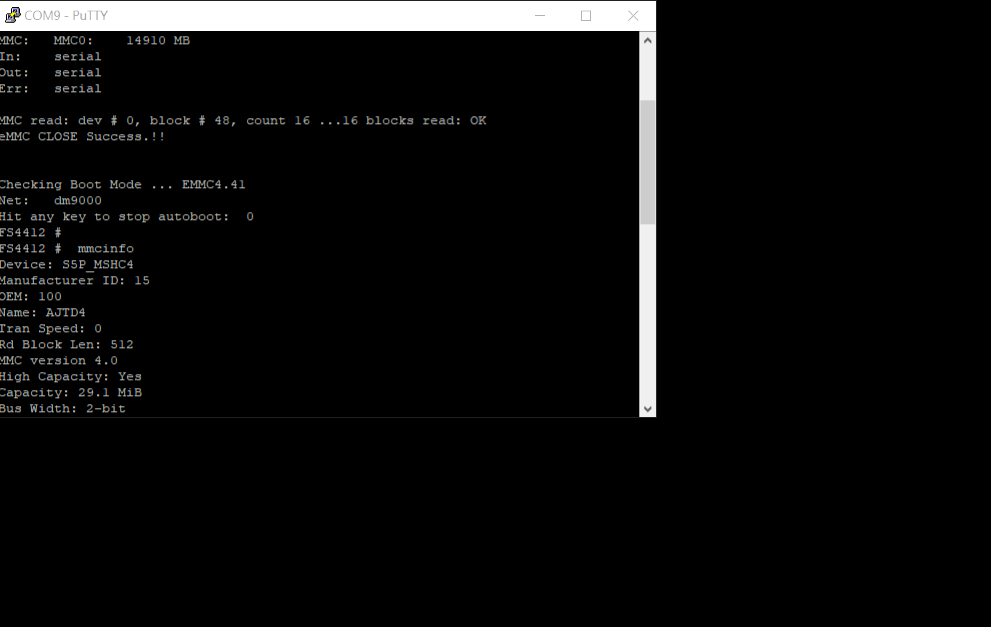 COM9 - PuTTY
MMC:   MMC0:    14910 MB
In:    serial
Out:   serial
Err:   serial
MMC read: dev # 0, block # 48, count 16 ...16 blocks read: OK
eMMC CLOSE Success.!!
Checking Boot Mode ... EMMC4.41
Net:   dm9000
Hit any key to stop autoboot:  0
FS4412 #
FS4412 #  mmcinfo
Device: S5P_MSHC4
Manufacturer ID: 15
OEM: 100
Name: AJTD4
Tran Speed: 0
Rd Block Len: 512
MMC version 4.0
High Capacity: Yes
Capacity: 29.1 MiB
Bus Width: 2-bit